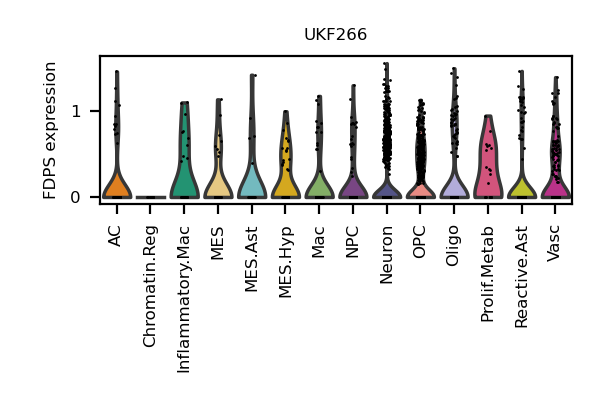 UKF266
FDPS expression
1
0
AC
Chromatin.Reg
Inflammatory.Mac
MES
MES.Ast
MES.Hyp
Mac
NPC
Neuron
OPC
Oligo
Prolif.Metab
Reactive.Ast
Vasc